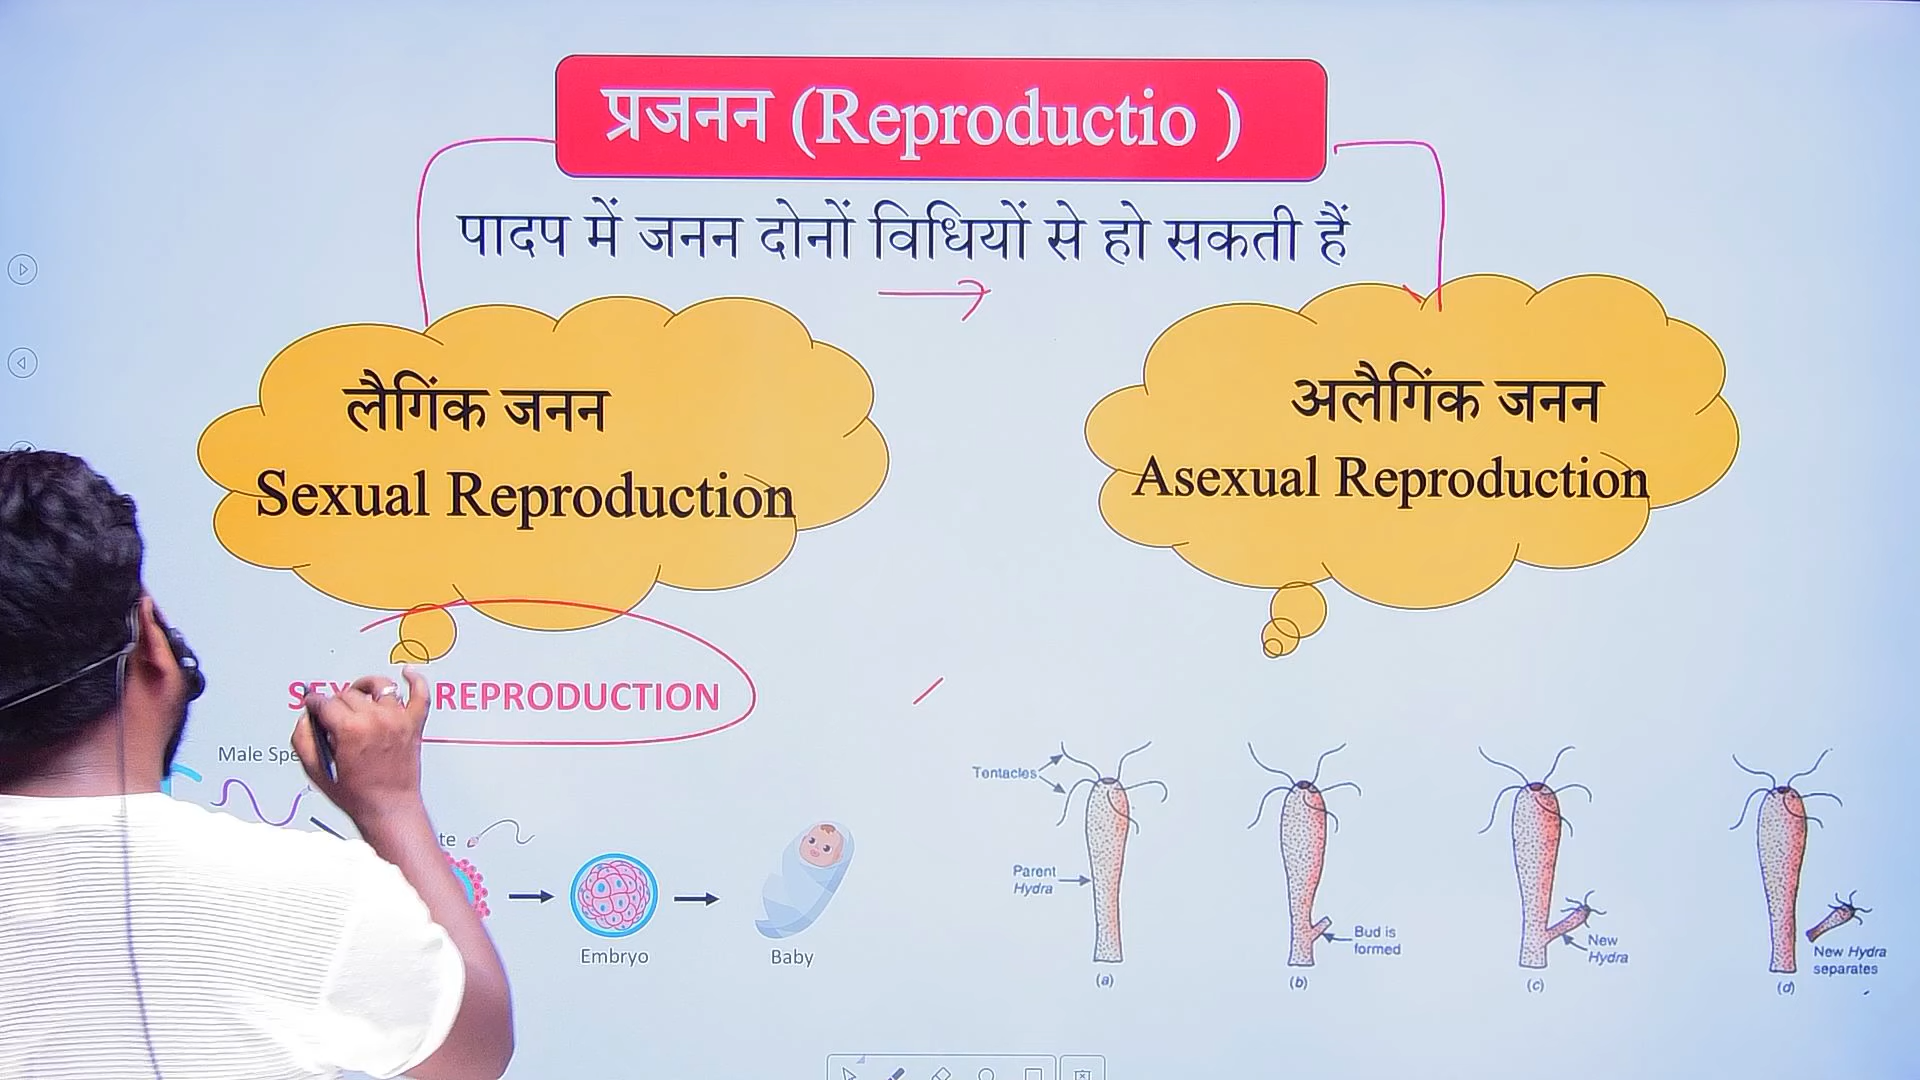 प्रजनन (Reproductio )
पादप में जनन दोनों विधियों से हो सकती हैं
लैगिंक जनन
Sexual Reproduction
अलैगिंक जनन
Asexual Reproduction
REPRODUCTION
Male
Embryo
Baby
Tentacles
Parent
Hydra
Bud is
formed
New
Hydra
New Hydra
separates
(a)
(b)
(c)
(d)